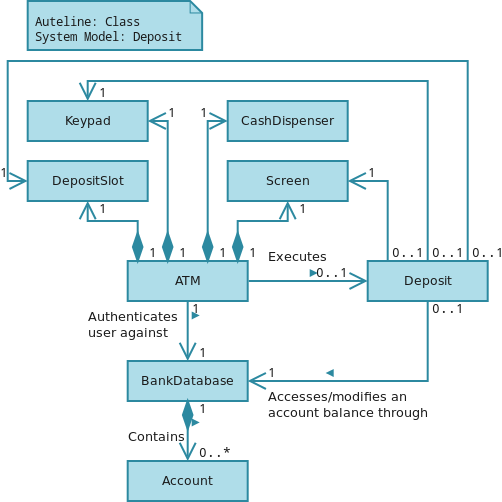 Auteline: Class
System Model: Deposit
1
1
1
Keypad
CashDispenser
1
1
DepositSlot
Screen
1
1
0..1
0..1
0..1
1
1
1
1
Executes
0..1
ATM
Deposit
1
0..1
Authenticates
user against
1
1
BankDatabase
Accesses/modifies an
account balance through
1
Contains
0..*
Account